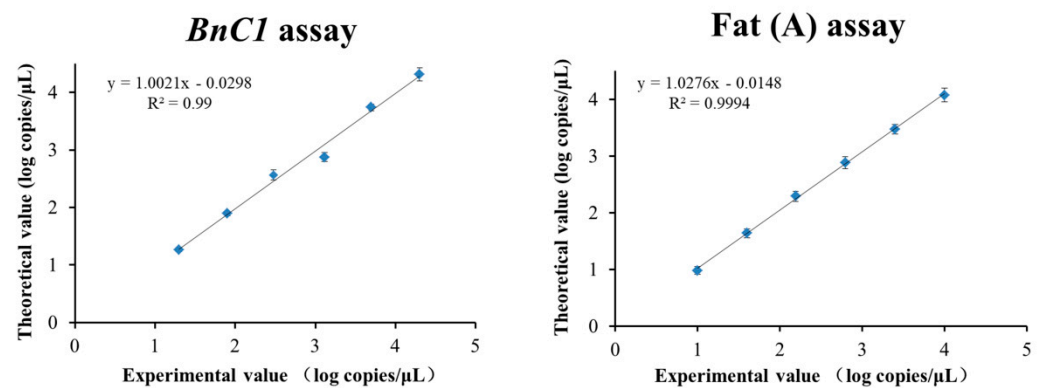 BnC1 assay
Theoretical value (log copies/μL)
y = 1.0021x - 0.0298
R² = 0.99
4
3
2
1
0
0 1 2 3 4 5
Experimental value （log copies/μL）
Fat (A) assay
Theoretical value (log copies/μL)
y = 1.0276x - 0.0148
R² = 0.9994
4
3
2
1
0
0 1 2 3 4 5
Experimental value （log copies/μL）